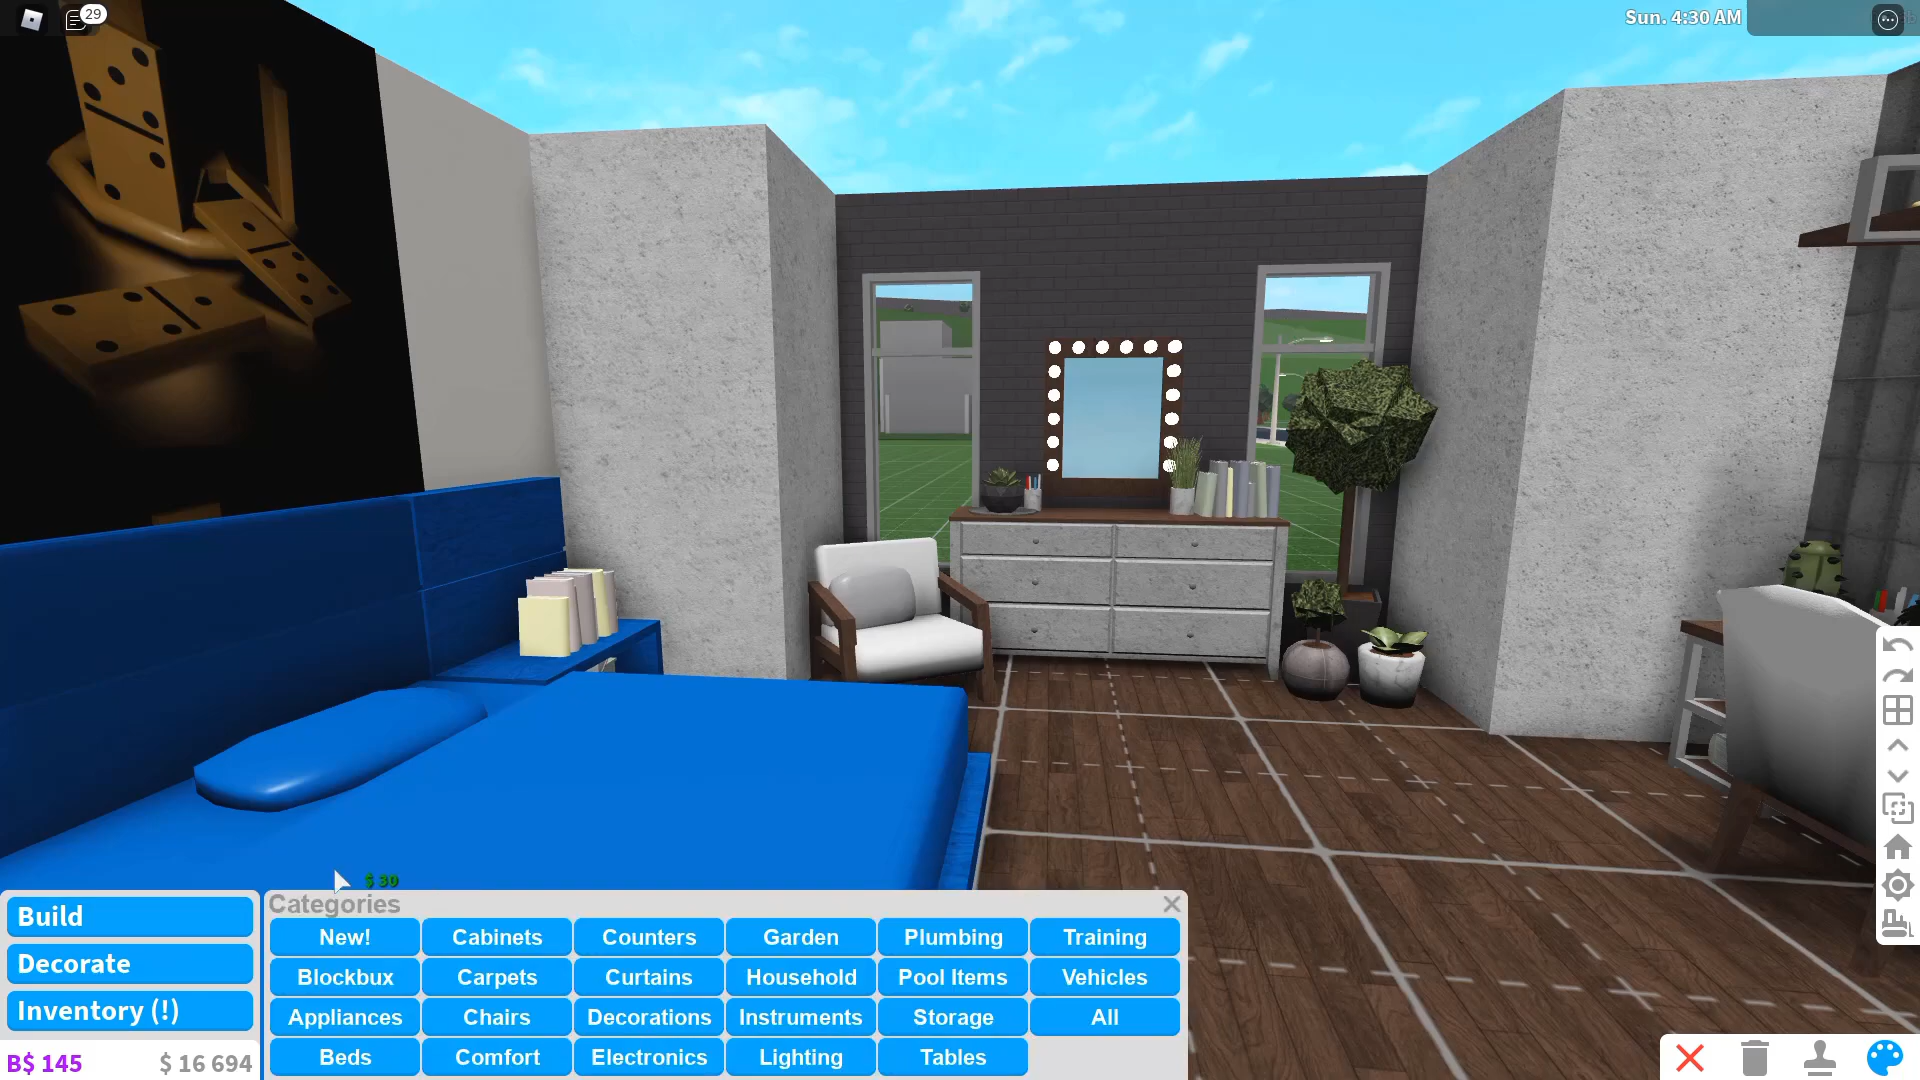 29
Sun. 4:30 AM
$ 30
Build
Decorate
Inventory (!)
B$ 145
$ 16 694
Categories
New!
Cabinets
Counters
Garden
Plumbing
Training
Blockbux
Carpets
Curtains
Household
Pool Items
Vehicles
Appliances
Chairs
Decorations
Instruments
Storage
All
Beds
Comfort
Electronics
Lighting
Tables